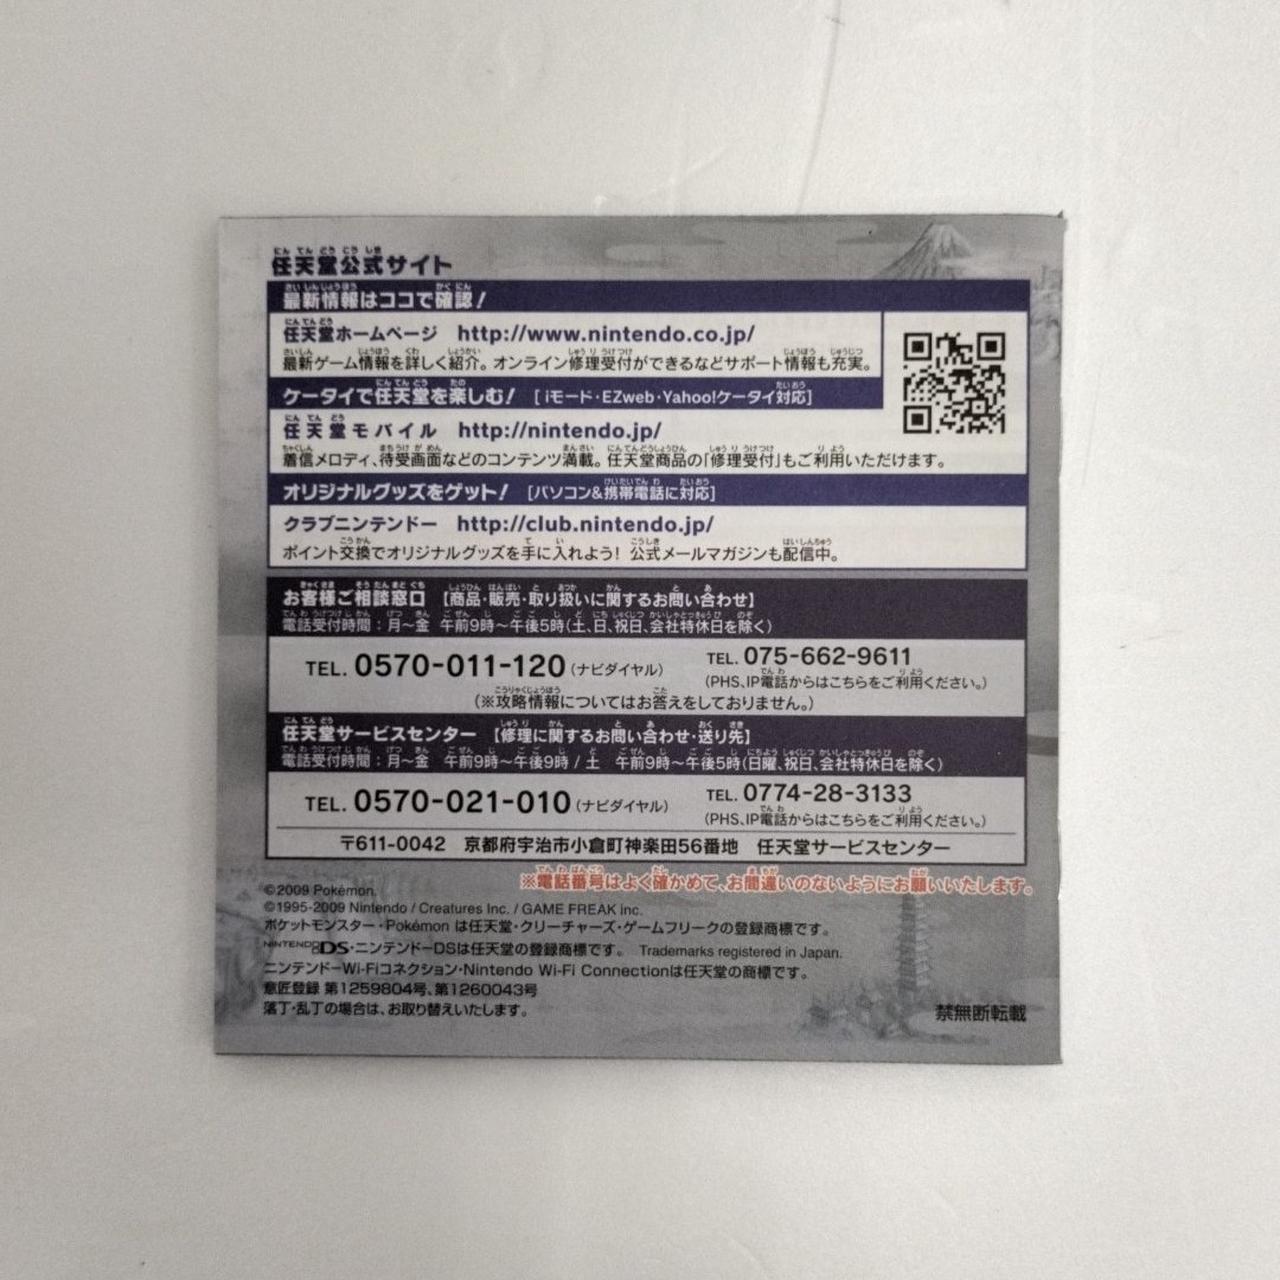 任天堂公式サイト
最新情報はココで確認!
任天堂ホームページ http://www.nintendo.co.jp/
最新ゲーム情報を詳しく紹介。オンライン修理受付ができるなどサポート情報も充実。
ケータイで任天堂を楽しむ! [iモード・EZweb・Yahoo!ケータイ対応]
任天堂モバイル http://nintendo.jp/
着信メロディ、待受画面などのコンテンツ満載。任天堂商品の「修理受付」もご利用いただけます。
オリジナルグッズをゲット! [パソコン&携帯電話に対応]
クラブニンテンドー http://club.nintendo.jp/
ポイント交換でオリジナルグッズを手に入れよう! 公式メールマガジンも配信中。
お客様ご相談窓口 【商品・販売・取り扱いに関するお問い合わせ】
電話受付時間:月〜金 午前9時〜午後5時(土、日、祝日、会社特休日を除く)
TEL. 0570-011-120(ナビダイヤル) TEL. 075-662-9611
(PHS、IP電話からはこちらをご利用ください。)
(※攻略情報についてはお答えをしておりません。)
任天堂サービスセンター 【修理に関するお問い合わせ・送り先】
電話受付時間:月〜金 午前9時〜午後9時 / 土 午前9時〜午後5時(日曜、祝日、会社特休日を除く)
TEL. 0570-021-010(ナビダイヤル) TEL. 0774-28-3133
(PHS、IP電話からはこちらをご利用ください。)
〒611-0042 京都府宇治市小倉町神楽田56番地 任天堂サービスセンター
※電話番号はよく確かめて、お間違いのないようにお願いいたします。
©2009 Pokémon.
©1995-2009 Nintendo / Creatures Inc. / GAME FREAK inc.
ポケットモンスター・Pokémon は任天堂・クリーチャーズ・ゲームフリークの登録商標です。
NINTENDO DS・ニンテンドーDSは任天堂の登録商標です。 Trademarks registered in Japan.
ニンテンドーWi-Fiコネクション・Nintendo Wi-Fi Connectionは任天堂の商標です。
意匠登録 第1259804号、第1260043号
落丁・乱丁の場合は、お取り替えいたします。
禁無断転載